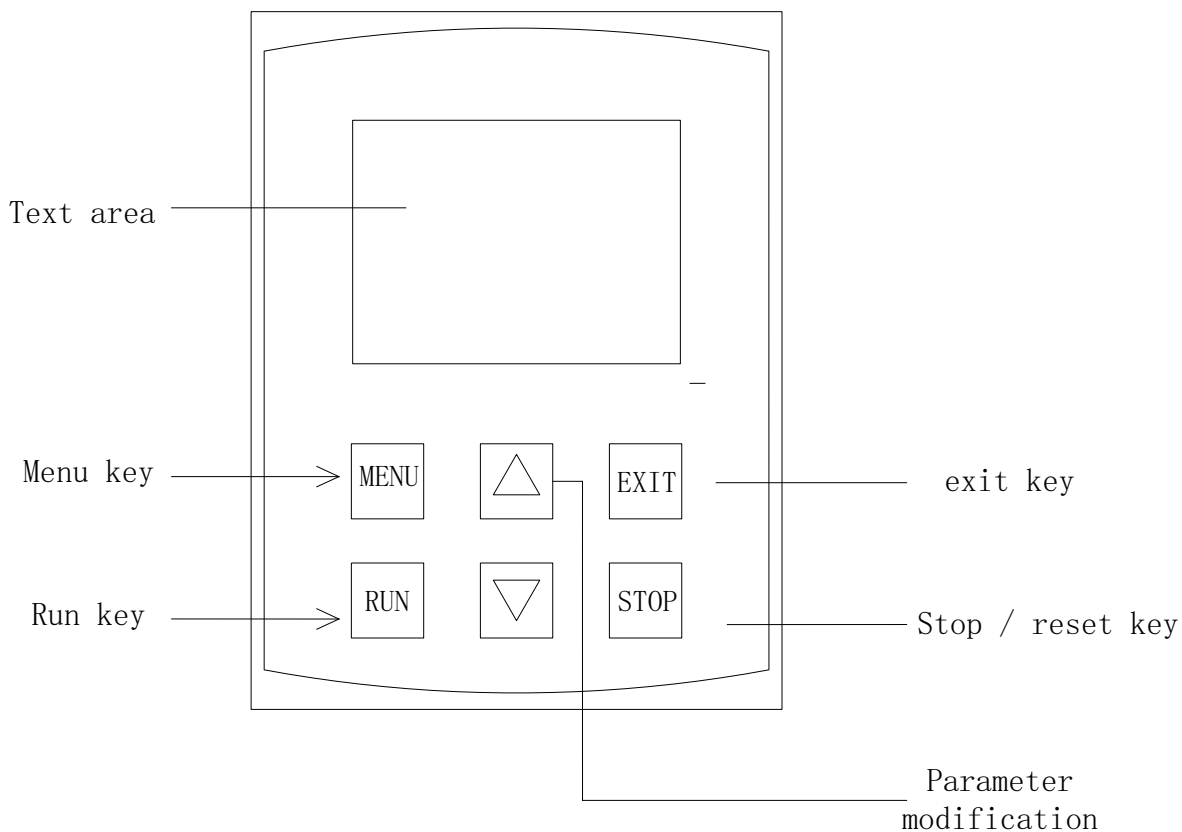 Text area
Menu key
MENU
EXIT
exit key
Run key
RUN
STOP
Stop / reset key
Parameter
modification